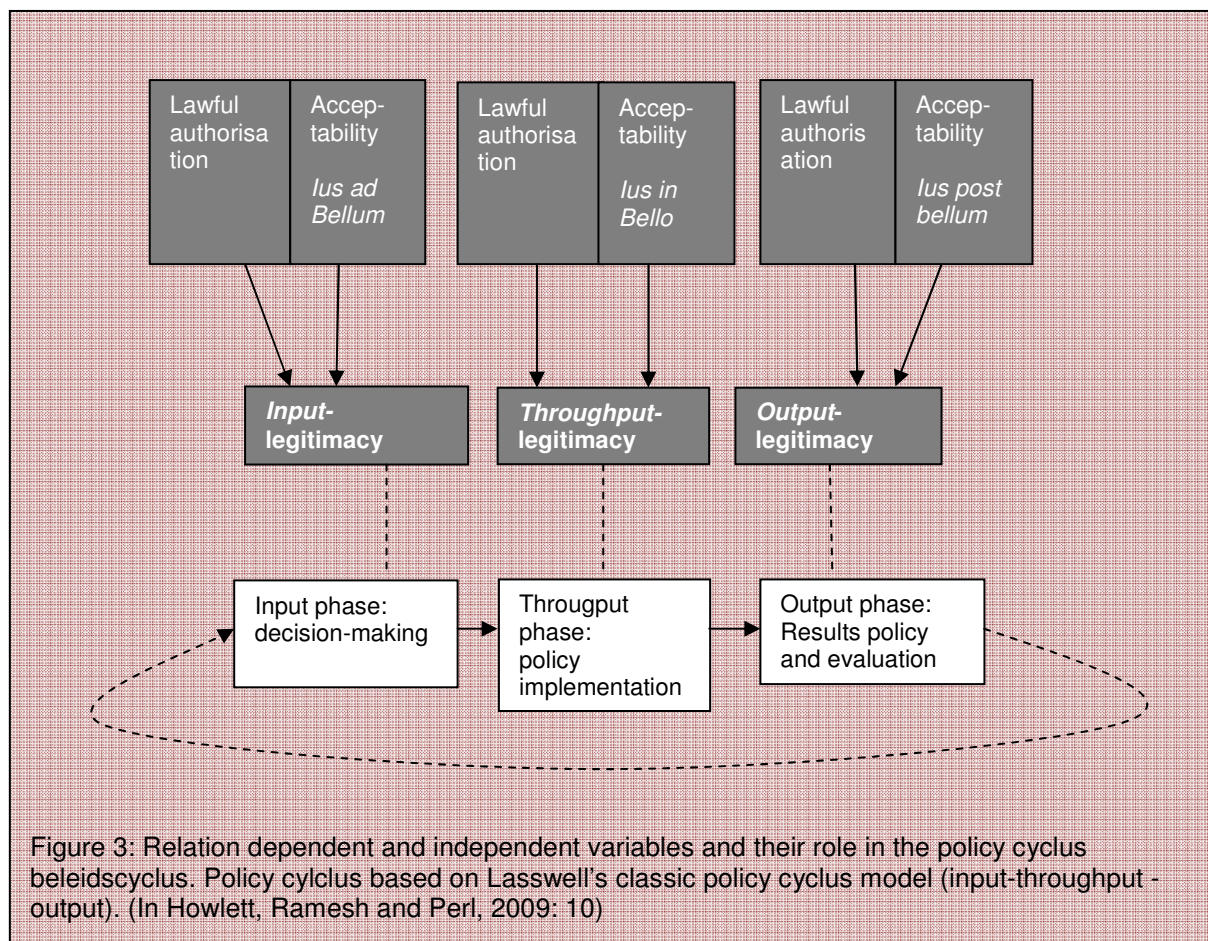 Lawful
authorisa
tion
Accep-
tability
Ius ad
Bellum
Lawful
authorisa
tion
Accep-
tability
Ius in
Bello
Lawful
authoris
ation
Accep-
tability
Ius post
bellum
Input-
legitimacy
Throughput-
legitimacy
Output-
legitimacy
Input phase:
decision-making
Througput
phase:
policy
implementation
Output phase:
Results policy
and evaluation
Figure 3: Relation dependent and independent variables and their role in the policy cyclus
beleidscyclus. Policy cylclus based on Lasswell's classic policy cyclus model (input-throughput -
output). (In Howlett, Ramesh and Perl, 2009: 10)